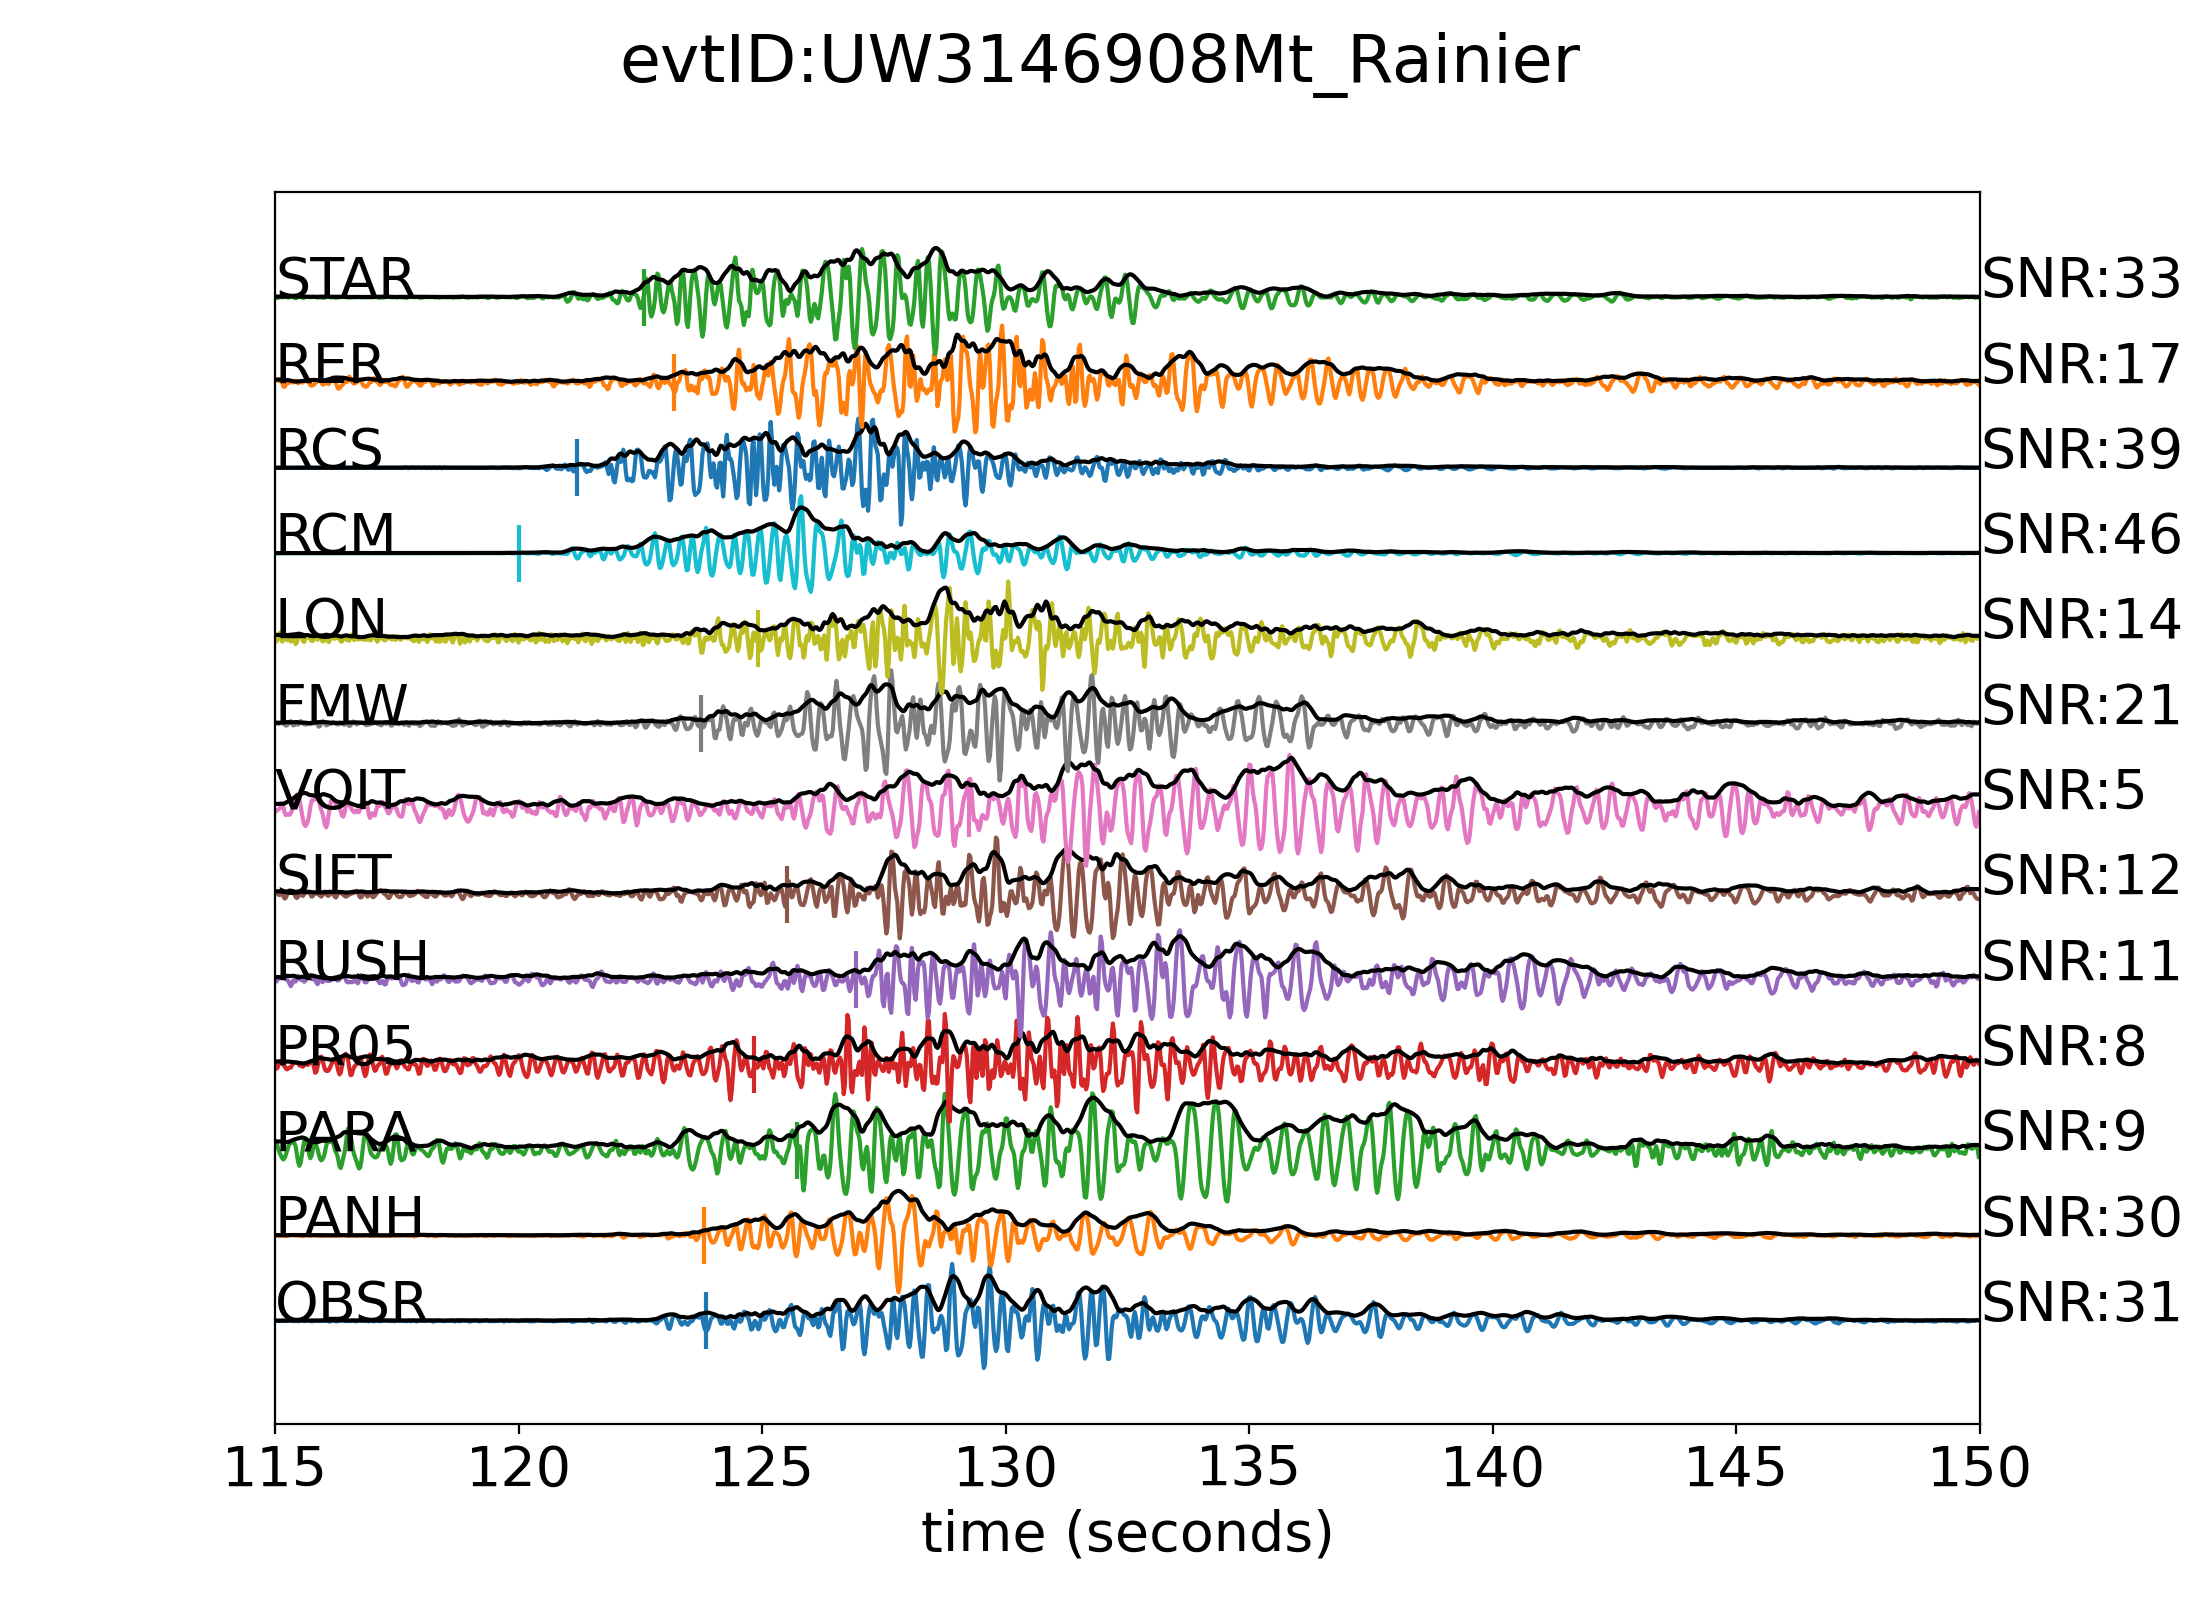 evtID:UW3146908Mt_Rainier
STAR SNR:33
RER SNR:17
RCS SNR:39
RCM SNR:46
LON SNR:14
FMW SNR:21
VOIT SNR:5
SIFT SNR:12
RUSH SNR:11
PR05 SNR:8
PARA SNR:9
PANH SNR:30
OBSR SNR:31
115 120 125 130 135 140 145 150
time (seconds)